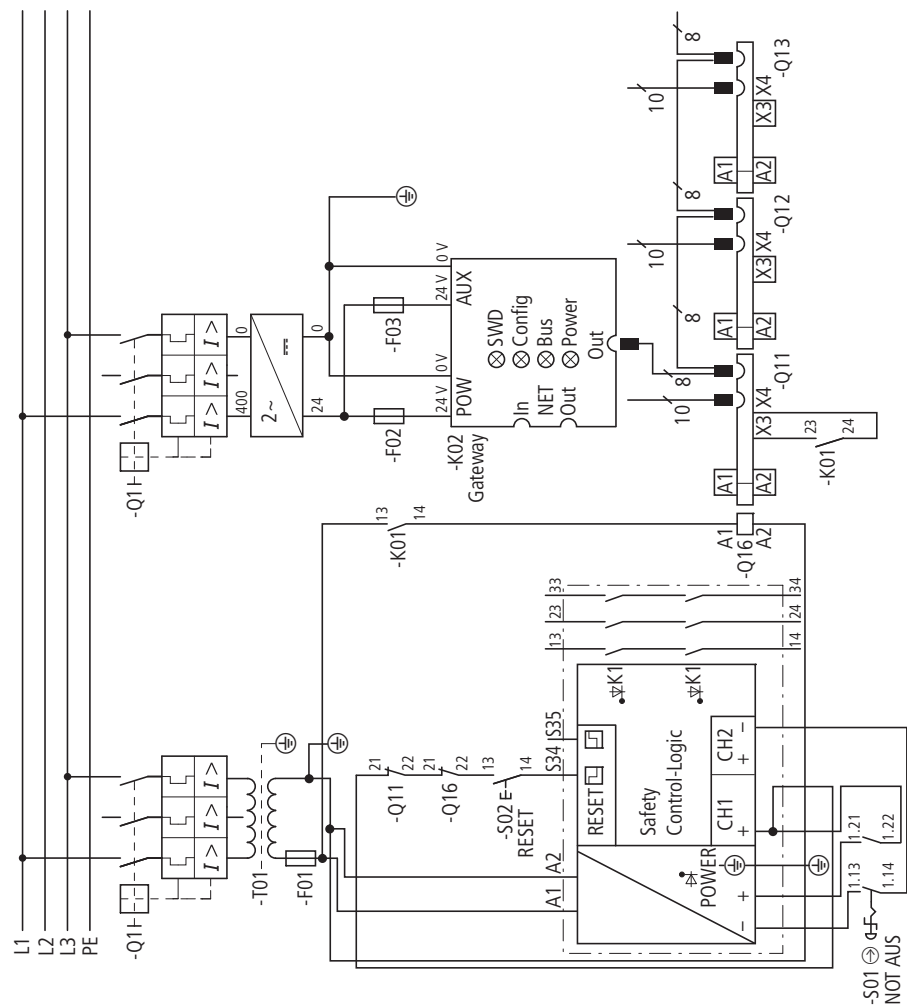 L1
L2
L3
PE
-Q1
I> I> I>
-T01
-F01
-Q1
I> I> I>
400 0
2~
24 0
-F02
-F03
-K02
Gateway
24 V 0 V 24 V 0 V
POW AUX
SWD
Config
Bus
Power
In
NET
Out
Out
-Q11
21
22
-Q16
21
22
-S02
RESET
13
14
-K01
13
14
A1 A2 S34 S35
RESET
POWER
Safety
Control-Logic
K1 K1
CH1 CH2
- + + + -
13 23 33
14 24 34
-S01
NOT AUS
1.13
1.14
1.21
1.22
A1
-Q16
A2
A1
A2
X3 X4
-Q11
10
8
-K01
23
24
A1
A2
X3 X4
-Q12
10
8
A1
A2
X3 X4
-Q13
10
8
8